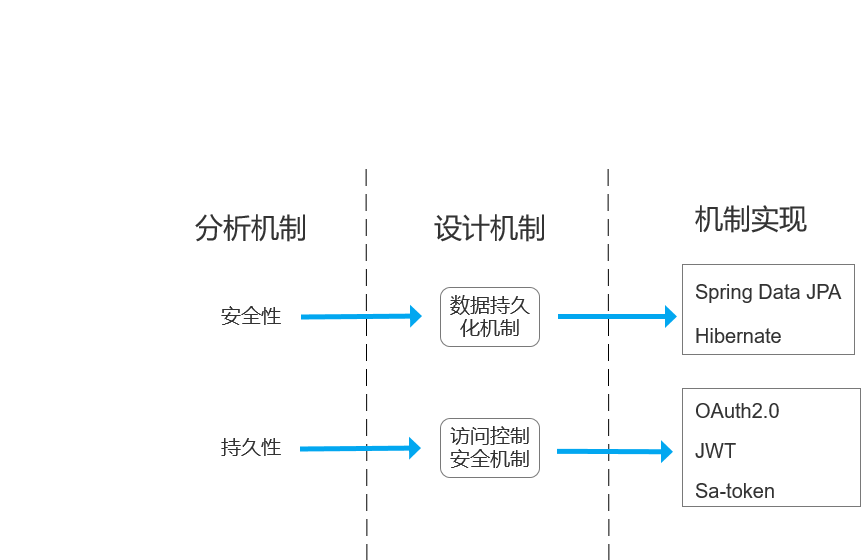 分析机制
设计机制
机制实现
安全性
数据持久
化机制
Spring Data JPA
Hibernate
持久性
访问控制
安全机制
OAuth2.0
JWT
Sa-token